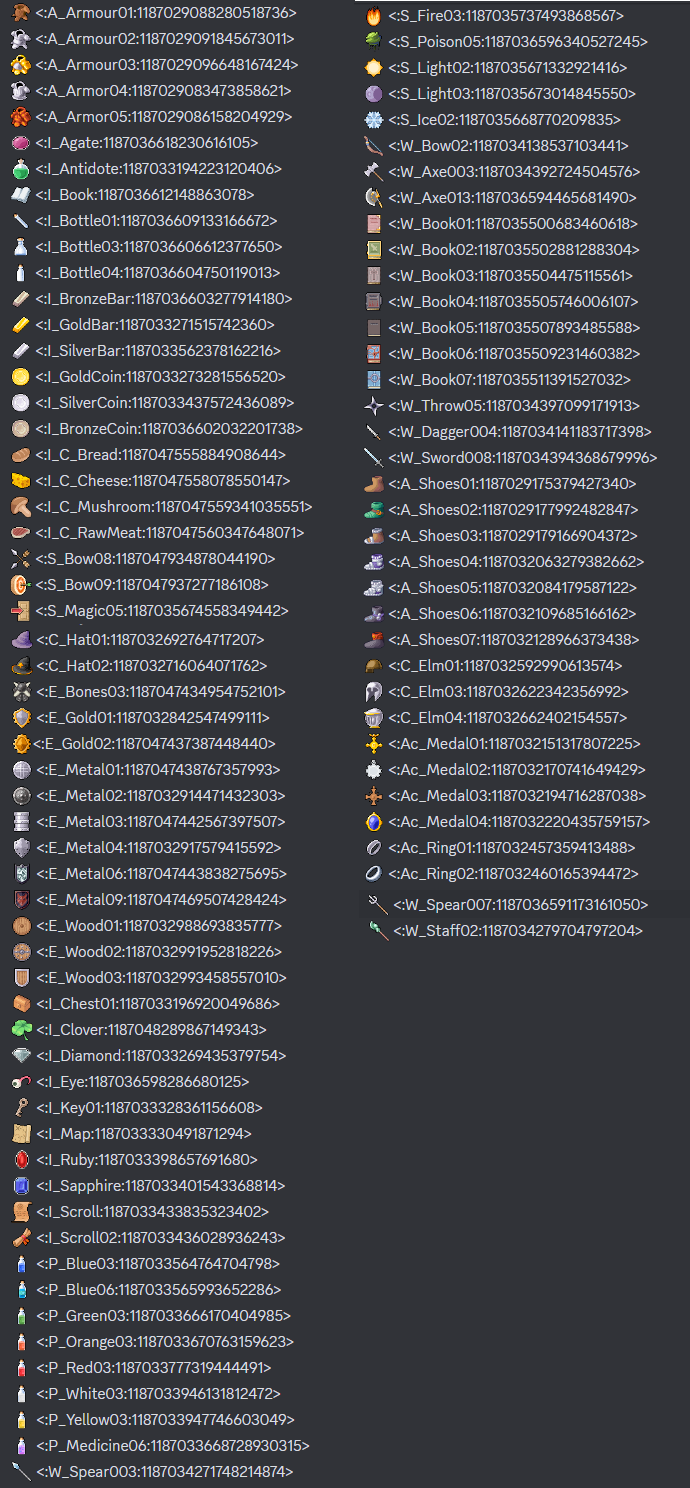 <:A_Armour01:1187029088280518736>
<:A_Armour02:1187029091845673011>
<:A_Armour03:1187029096648167424>
<:A_Armor04:1187029083473858621>
<:A_Armor05:1187029086158204929>
<:I_Agate:1187036618230616105>
<:I_Antidote:1187033194223120406>
<:I_Book:1187036612148863078>
<:I_Bottle01:1187036609133166672>
<:I_Bottle03:1187036606612377650>
<:I_Bottle04:1187036604750119013>
<:I_BronzeBar:1187036603277914180>
<:I_GoldBar:1187033271515742360>
<:I_SilverBar:1187033562378162216>
<:I_GoldCoin:1187033273281556520>
<:I_SilverCoin:1187033437572436089>
<:I_BronzeCoin:1187036602032201738>
<:I_C_Bread:1187047555884908644>
<:I_C_Cheese:1187047558078550147>
<:I_C_Mushroom:1187047559341035551>
<:I_C_RawMeat:1187047560347648071>
<:S_Bow08:1187047934878044190>
<:S_Bow09:1187047937277186108>
<:S_Magic05:1187035674558349442>
<:C_Hat01:1187032692764717207>
<:C_Hat02:1187032716064071762>
<:E_Bones03:1187047434954752101>
<:E_Gold01:1187032842547499111>
<:E_Gold02:1187047437387448440>
<:E_Metal01:1187047438767357993>
<:E_Metal02:1187032914471432303>
<:E_Metal03:1187047442567397507>
<:E_Metal04:1187032917579415592>
<:E_Metal06:1187047443838275695>
<:E_Metal09:1187047469507428424>
<:E_Wood01:1187032988693835777>
<:E_Wood02:1187032991952818226>
<:E_Wood03:1187032993458557010>
<:I_Chest01:1187033196920049686>
<:I_Clover:1187048289867149343>
<:I_Diamond:1187033269435379754>
<:I_Eye:1187036598286680125>
<:I_Key01:1187033328361156608>
<:I_Map:1187033330491871294>
<:I_Ruby:1187033398657691680>
<:I_Sapphire:1187033401543368814>
<:I_Scroll:1187033433835323402>
<:I_Scroll02:1187033436028936243>
<:P_Blue03:1187033564764704798>
<:P_Blue06:1187033565993652286>
<:P_Green03:1187033666170404985>
<:P_Orange03:1187033670763159623>
<:P_Red03:1187033777319444491>
<:P_White03:1187033946131812472>
<:P_Yellow03:1187033947746603049>
<:P_Medicine06:1187033668728930315>
<:W_Spear003:1187034271748214874>
<:S_Fire03:1187035737493868567>
<:S_Poison05:1187036596340527245>
<:S_Light02:1187035671332921416>
<:S_Light03:1187035673014845550>
<:S_Ice02:1187035668770209835>
<:W_Bow02:1187034138537103441>
<:W_Axe003:1187034392724504576>
<:W_Axe013:1187036594465681490>
<:W_Book01:1187035500683460618>
<:W_Book02:1187035502881288304>
<:W_Book03:1187035504475115561>
<:W_Book04:1187035505746006107>
<:W_Book05:1187035507893485588>
<:W_Book06:1187035509231460382>
<:W_Book07:1187035511391527032>
<:W_Throw05:1187034397099171913>
<:W_Dagger004:1187034141183717398>
<:W_Sword008:1187034394368679996>
<:A_Shoes01:1187029175379427340>
<:A_Shoes02:1187029177992482847>
<:A_Shoes03:1187029179166904372>
<:A_Shoes04:1187032063279382662>
<:A_Shoes05:1187032084179587122>
<:A_Shoes06:1187032109685166162>
<:A_Shoes07:1187032128966373438>
<:C_Elm01:1187032592990613574>
<:C_Elm03:1187032622342356992>
<:C_Elm04:1187032662402154557>
<:Ac_Medal01:1187032151317807225>
<:Ac_Medal02:1187032170741649429>
<:Ac_Medal03:1187032194716287038>
<:Ac_Medal04:1187032220435759157>
<:Ac_Ring01:1187032457359413488>
<:Ac_Ring02:1187032460165394472>
<:W_Spear007:1187036591173161050>
<:W_Staff02:1187034279704797204>